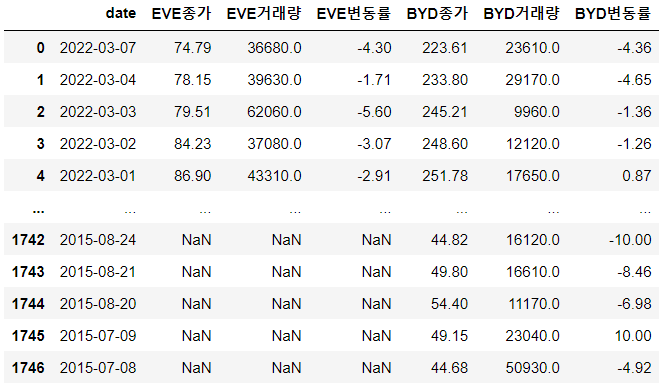 date EVE종가 EVE거래량 EVE변동률 BYD종가 BYD거래량 BYD변동률
0 2022-03-07 74.79 36680.0 -4.30 223.61 23610.0 -4.36
1 2022-03-04 78.15 39630.0 -1.71 233.80 29170.0 -4.65
2 2022-03-03 79.51 62060.0 -5.60 245.21 9960.0 -1.36
3 2022-03-02 84.23 37080.0 -3.07 248.60 12120.0 -1.26
4 2022-03-01 86.90 43310.0 -2.91 251.78 17650.0 0.87
... ... ... ... ... ... ... ...
1742 2015-08-24 NaN NaN NaN 44.82 16120.0 -10.00
1743 2015-08-21 NaN NaN NaN 49.80 16610.0 -8.46
1744 2015-08-20 NaN NaN NaN 54.40 11170.0 -6.98
1745 2015-07-09 NaN NaN NaN 49.15 23040.0 10.00
1746 2015-07-08 NaN NaN NaN 44.68 50930.0 -4.92